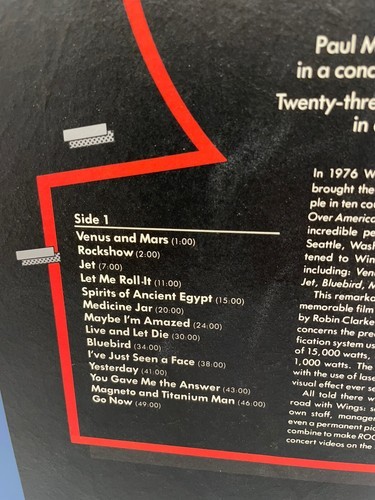 Paul M
in a conc
Twenty-thre
in
In 1976 W
brought the
ple in ten cou
Over America
incredible pe
Seattle, Wash
tened to Win
including: Ven
Jet, Bluebird, M
This remarka
memorable film
by Robin Clarke
concerns the pre
fication system us
of 15,000 watts,
1,000 watts. The
with the use of lase
visual effect ever se
All told there w
road with Wings: s
own staff, manager
even a permanent pi
combine to make ROC
concert videos on the
Side 1
Venus and Mars (1:00)
Rockshow (2:00)
Jet (7:00)
Let Me Roll-It (11:00)
Spirits of Ancient Egypt (15:00)
Medicine Jar (20:00)
Maybe I'm Amazed (24:00)
Live and Let Die (30:00)
Bluebird (34:00)
I've Just Seen a Face (38:00)
Yesterday (41:00)
You Gave Me the Answer (43:00)
Magneto and Titanium Man (46:00)
Go Now (49:00)